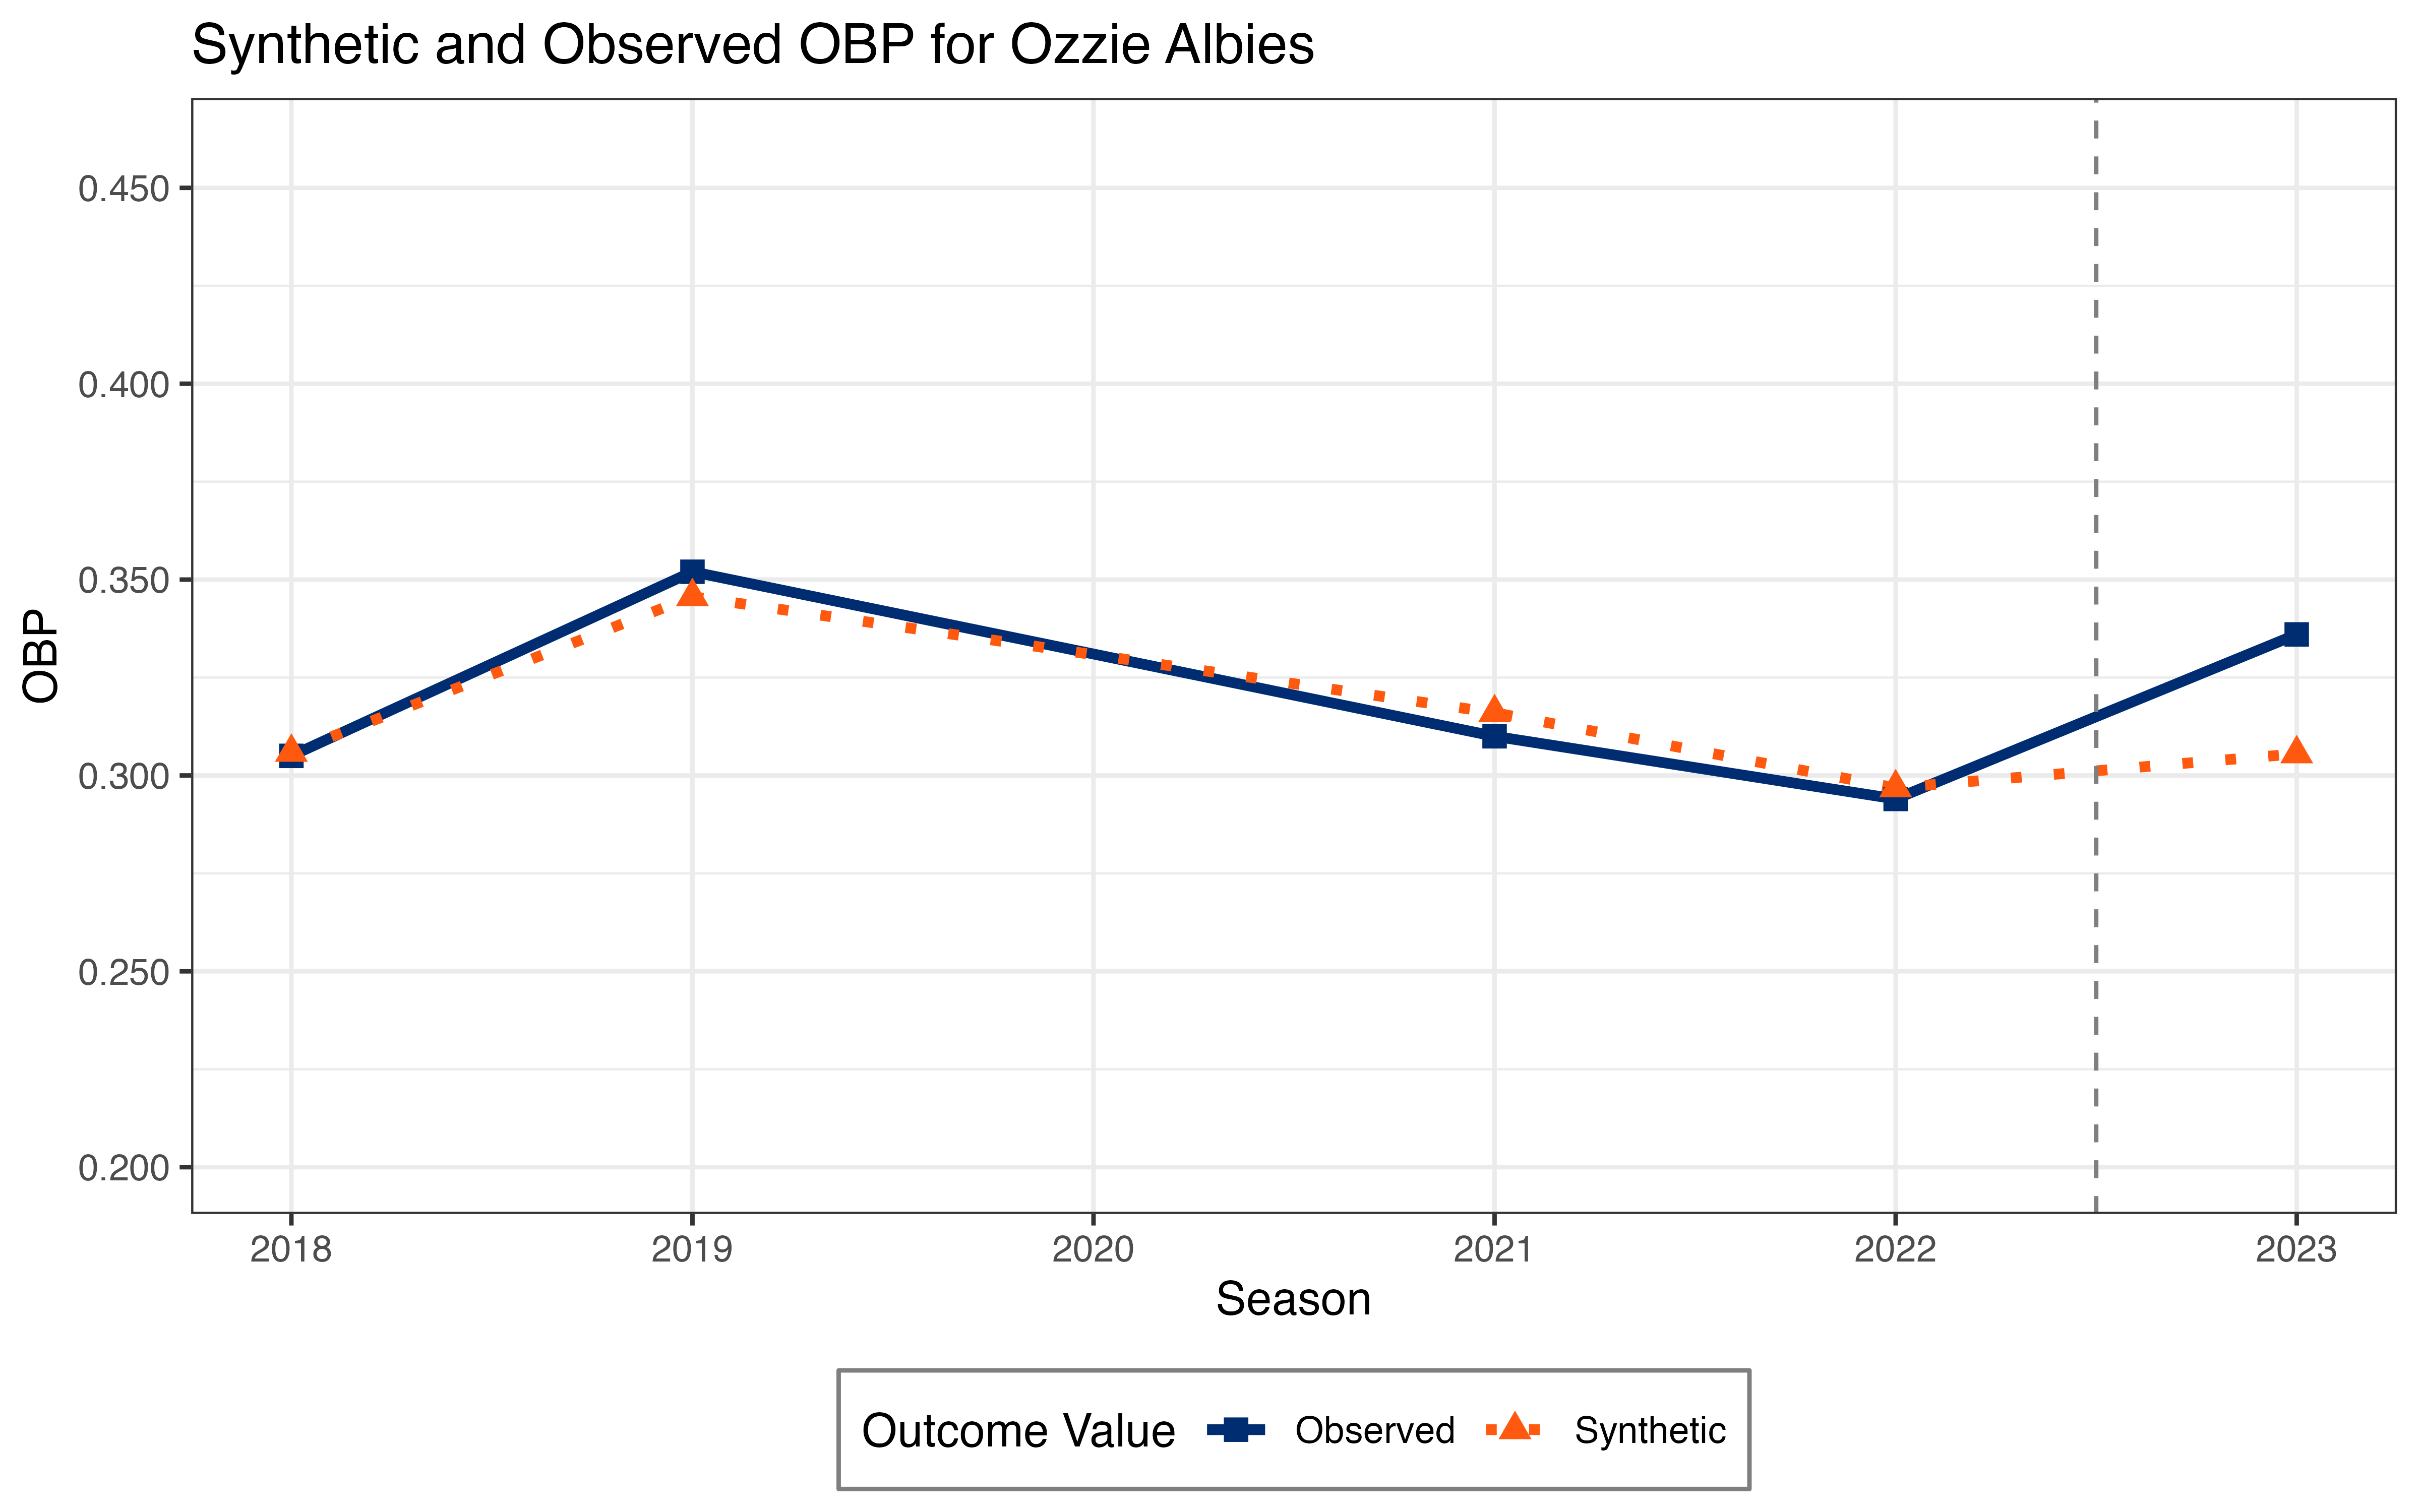 Synthetic and Observed OBP for Ozzie Albies
0.450
0.400
0.350
0.300
0.250
0.200
OBP
2018 2019 2020 2021 2022 2023
Season
Outcome Value Observed Synthetic